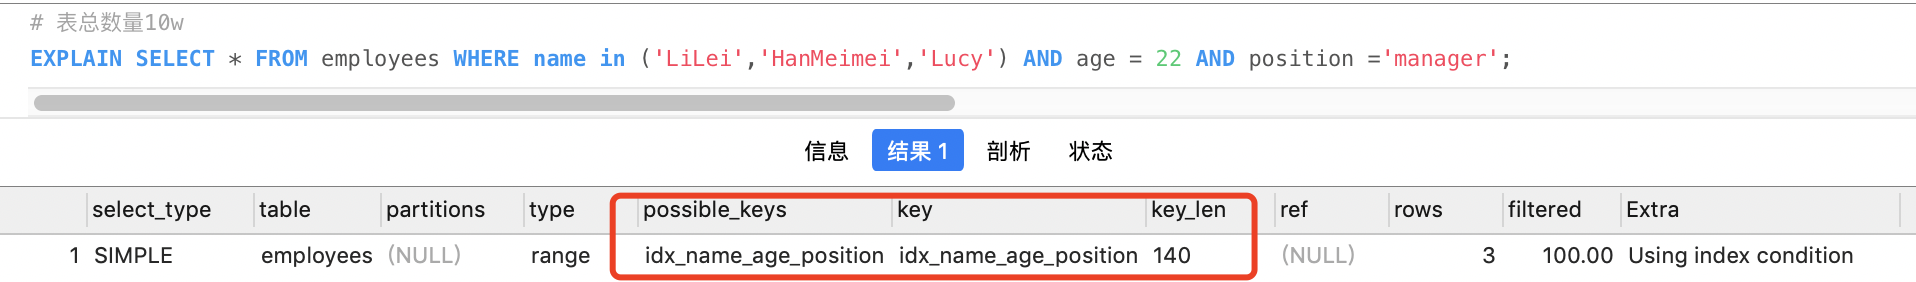 # 表总数量10w
EXPLAIN SELECT * FROM employees WHERE name in ('LiLei','HanMeimei','Lucy') AND age = 22 AND position ='manager';
信息 结果 1 剖析 状态
select_type table partitions type possible_keys key key_len ref rows filtered Extra
1 SIMPLE employees (NULL) range idx_name_age_position idx_name_age_position 140 (NULL) 3 100.00 Using index condition